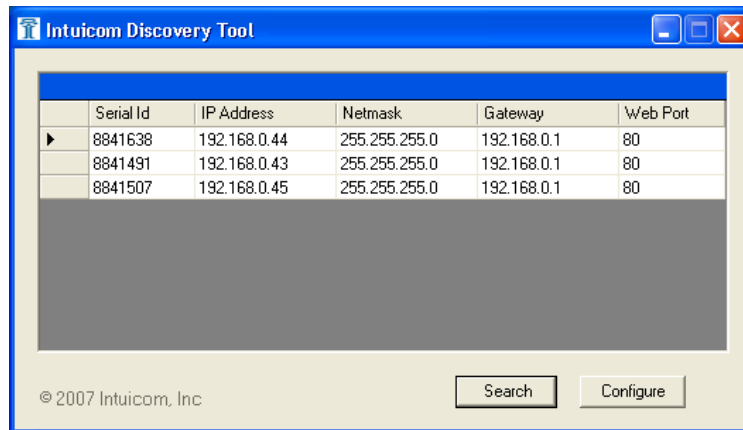 Intuicom Discovery Tool
Serial Id IP Address Netmask Gateway Web Port
8841638 192.168.0.44 255.255.255.0 192.168.0.1 80
8841491 192.168.0.43 255.255.255.0 192.168.0.1 80
8841507 192.168.0.45 255.255.255.0 192.168.0.1 80
© 2007 Intuicom, Inc Search Configure